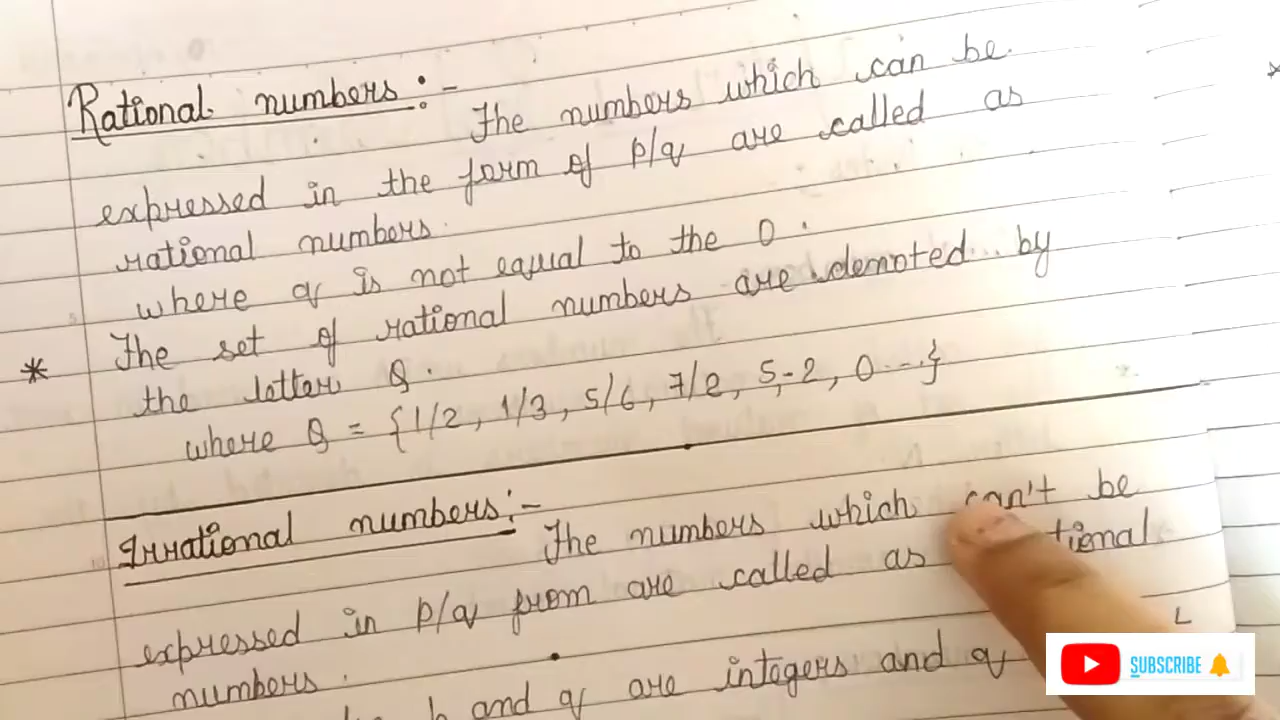 Rational numbers :-
The numbers which can be
expressed in the form of p/q are called as
rational numbers.
where q is not equal to the 0.
* The set of rational numbers are denoted by
the letter Q.
where Q = {1/2, 1/3, 5/6, 7/2, 5, -2, 0 ...}
Irrational numbers :-
The numbers which can't be
expressed in p/q from are called as
numbers.
and q are integers and q
SUBSCRIBE